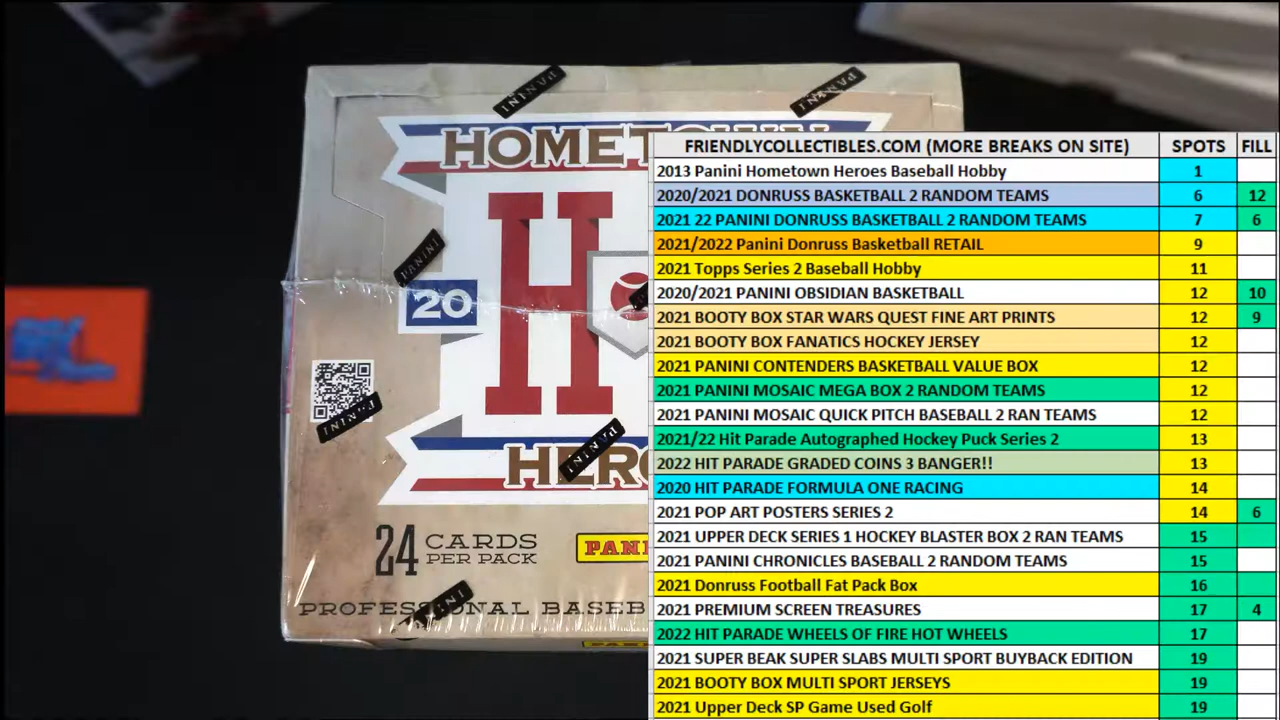 HOMETOWN
20
H
HERO
24 CARDS
PER PACK
PANI
PROFESSIONAL BASEB
PANINI
PANINI
PANINI
PANINI
PANINI
PANINI
FRIENDLYCOLLECTIBLES.COM (MORE BREAKS ON SITE) SPOTS FILL
2013 Panini Hometown Heroes Baseball Hobby 1
2020/2021 DONRUSS BASKETBALL 2 RANDOM TEAMS 6 12
2021 22 PANINI DONRUSS BASKETBALL 2 RANDOM TEAMS 7 6
2021/2022 Panini Donruss Basketball RETAIL 9
2021 Topps Series 2 Baseball Hobby 11
2020/2021 PANINI OBSIDIAN BASKETBALL 12 10
2021 BOOTY BOX STAR WARS QUEST FINE ART PRINTS 12 9
2021 BOOTY BOX FANATICS HOCKEY JERSEY 12
2021 PANINI CONTENDERS BASKETBALL VALUE BOX 12
2021 PANINI MOSAIC MEGA BOX 2 RANDOM TEAMS 12
2021 PANINI MOSAIC QUICK PITCH BASEBALL 2 RAN TEAMS 12
2021/22 Hit Parade Autographed Hockey Puck Series 2 13
2022 HIT PARADE GRADED COINS 3 BANGER!! 13
2020 HIT PARADE FORMULA ONE RACING 14
2021 POP ART POSTERS SERIES 2 14 6
2021 UPPER DECK SERIES 1 HOCKEY BLASTER BOX 2 RAN TEAMS 15
2021 PANINI CHRONICLES BASEBALL 2 RANDOM TEAMS 15
2021 Donruss Football Fat Pack Box 16
2021 PREMIUM SCREEN TREASURES 17 4
2022 HIT PARADE WHEELS OF FIRE HOT WHEELS 17
2021 SUPER BEAK SUPER SLABS MULTI SPORT BUYBACK EDITION 19
2021 BOOTY BOX MULTI SPORT JERSEYS 19
2021 Upper Deck SP Game Used Golf 19